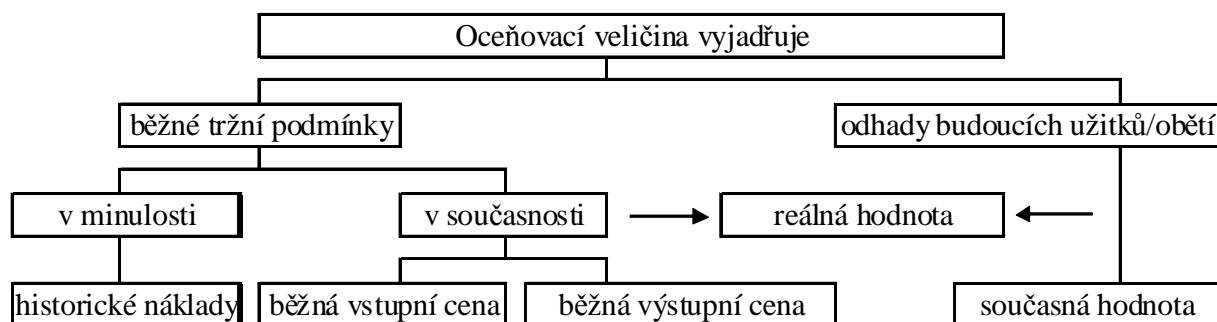 Oceňovací veličina vyjadřuje
běžné tržní podmínky
odhady budoucích užitků/obětí
v minulosti
v současnosti
reálná hodnota
historické náklady
běžná vstupní cena
běžná výstupní cena
současná hodnota